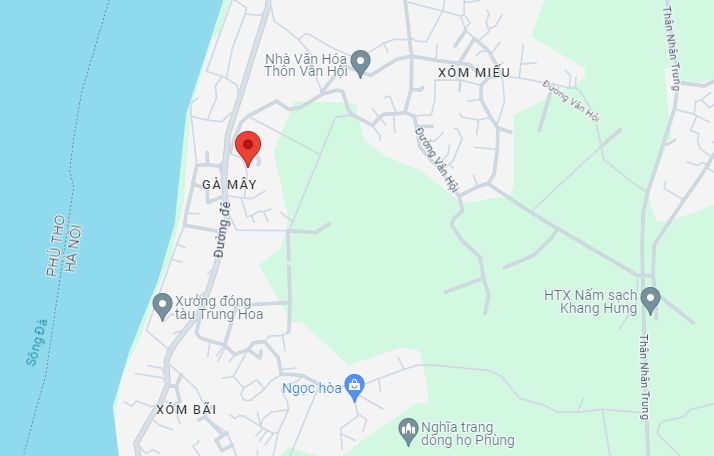 Thân Nhân Trung
Nhà Văn Hóa
Thôn Vân Hội
XÓM MIẾU
Đường Vân Hội
Đường Vân Hội
GÀ MÂY
Đường đê
PHÚ THỌ
HÀ NỘI
Sông Đà
Xưởng đóng
tàu Trung Hoa
HTX Nấm sạch
Khang Hưng
Thân Nhân Trung
Ngọc hòa
XÓM BÃI
Nghĩa trang
dòng họ Phùng